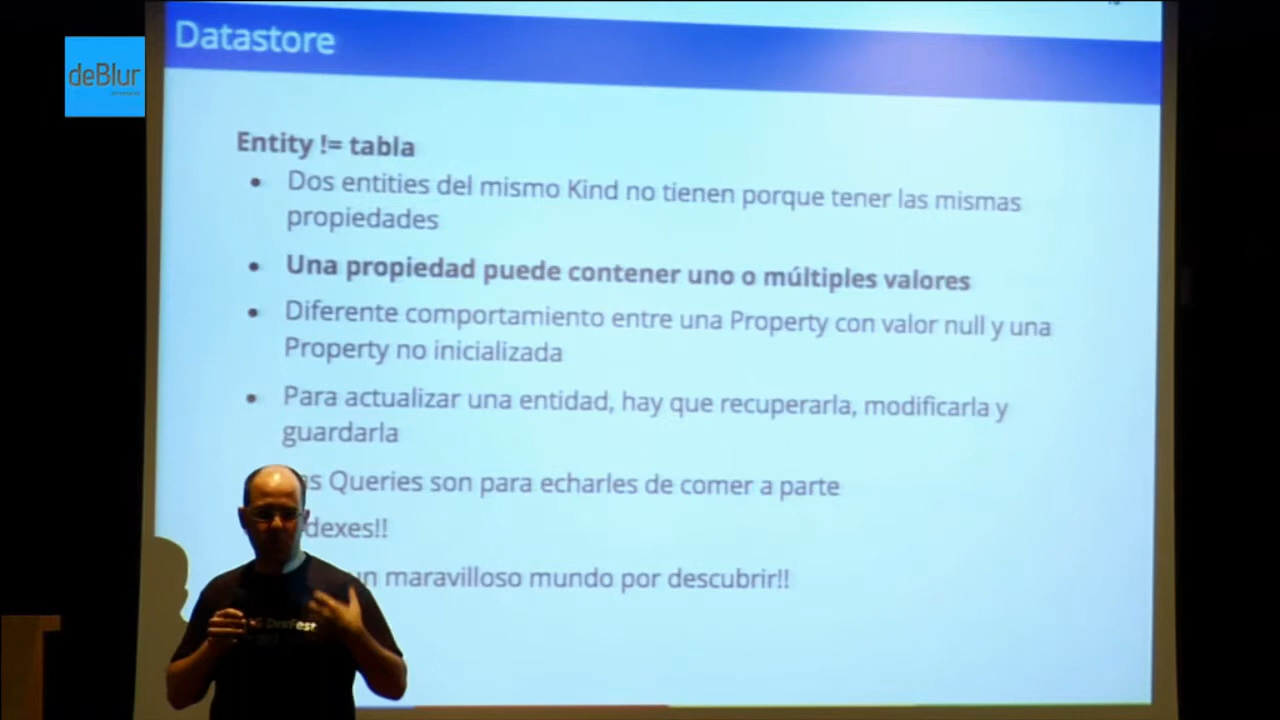 Datastore
deBlur
Entity != tabla
• Dos entities del mismo Kind no tienen porque tener las mismas
propiedades
• Una propiedad puede contener uno o múltiples valores
• Diferente comportamiento entre una Property con valor null y una
Property no inicializada
• Para actualizar una entidad, hay que recuperarla, modificarla y
guardarla
Queries son para echarles de comer a parte
dexes!!
un maravilloso mundo por descubrir!!
DevFest